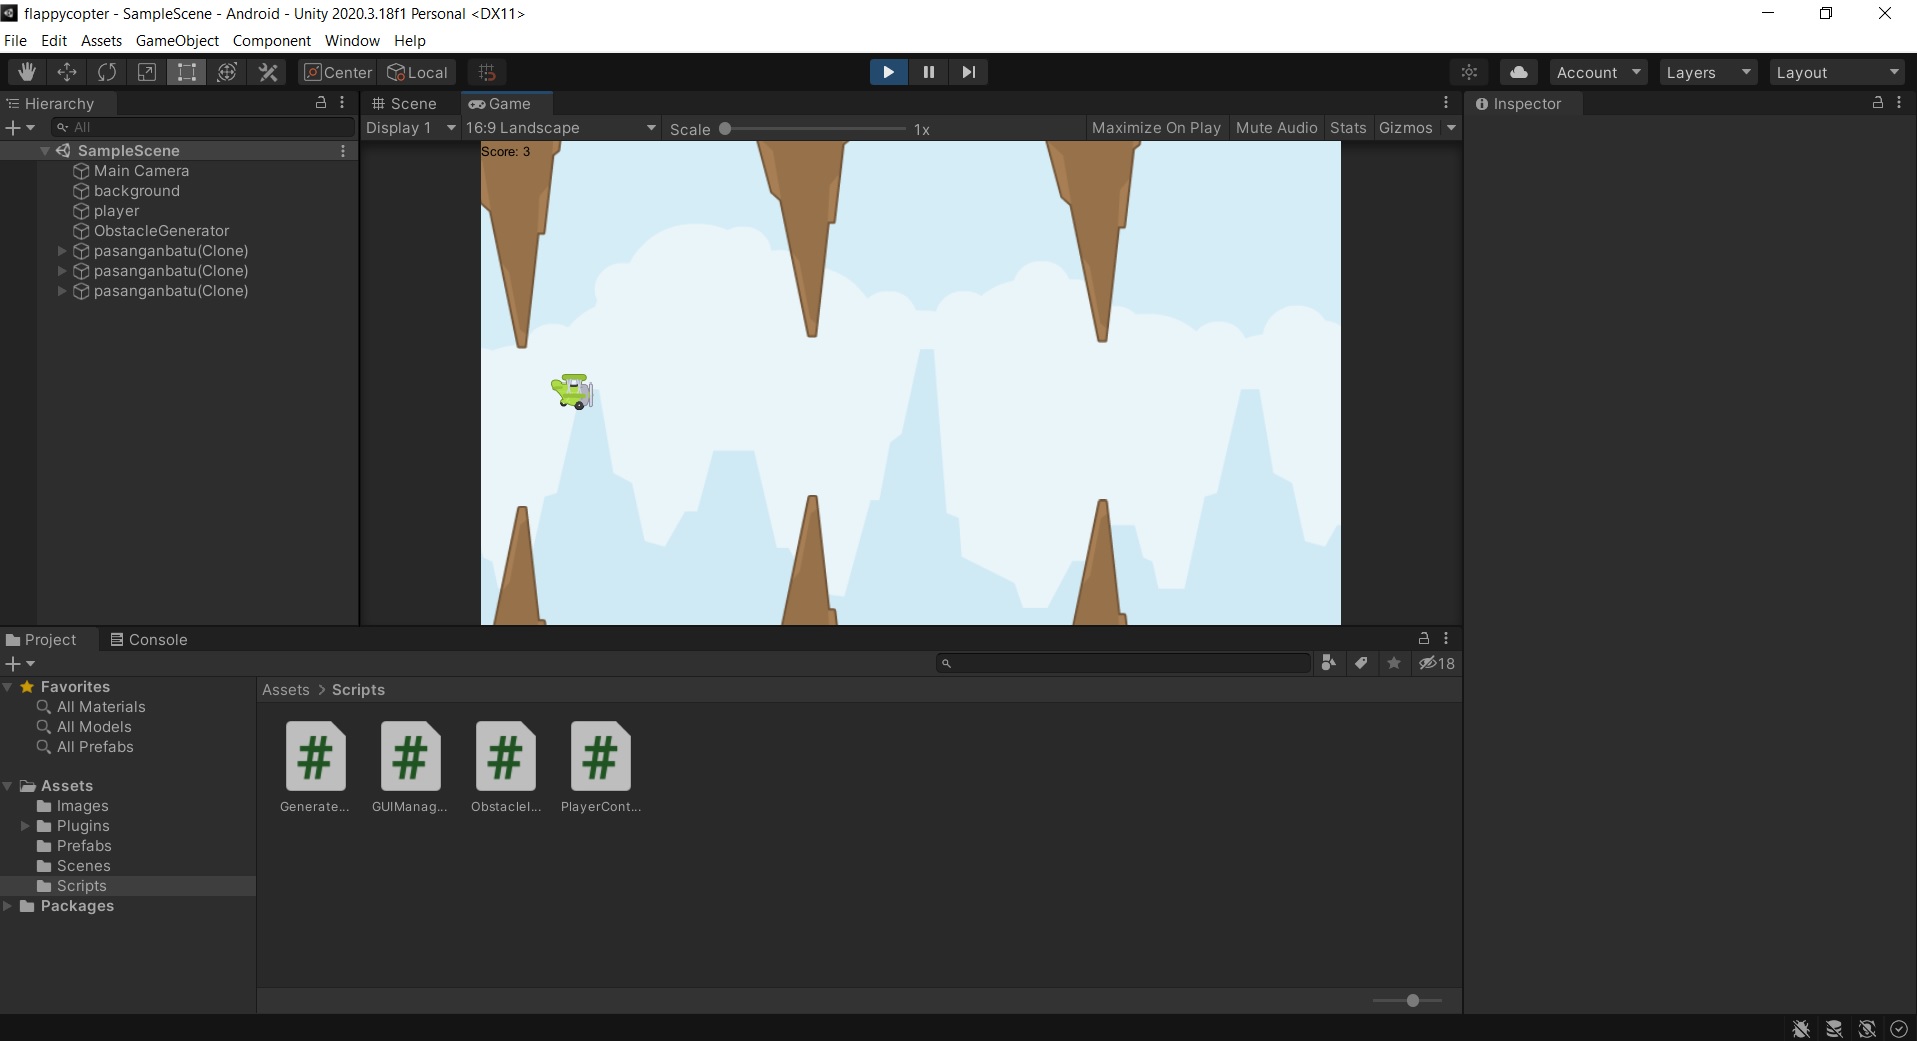 flappycopter - SampleScene - Android - Unity 2020.3.18f1 Personal <DX11>
File Edit Assets GameObject Component Window Help
Center Local Account Layers Layout
Hierarchy
All
SampleScene
Main Camera
background
player
ObstacleGenerator
pasanganbatu(Clone)
pasanganbatu(Clone)
pasanganbatu(Clone)
Scene Game
Display 1 16:9 Landscape Scale 1x Maximize On Play Mute Audio Stats Gizmos
Score: 3
Inspector
Project Console
18
Favorites
All Materials
All Models
All Prefabs
Assets
Images
Plugins
Prefabs
Scenes
Scripts
Packages
Assets > Scripts
# # # #
Generate... GUIManag... ObstacleI... PlayerCont...